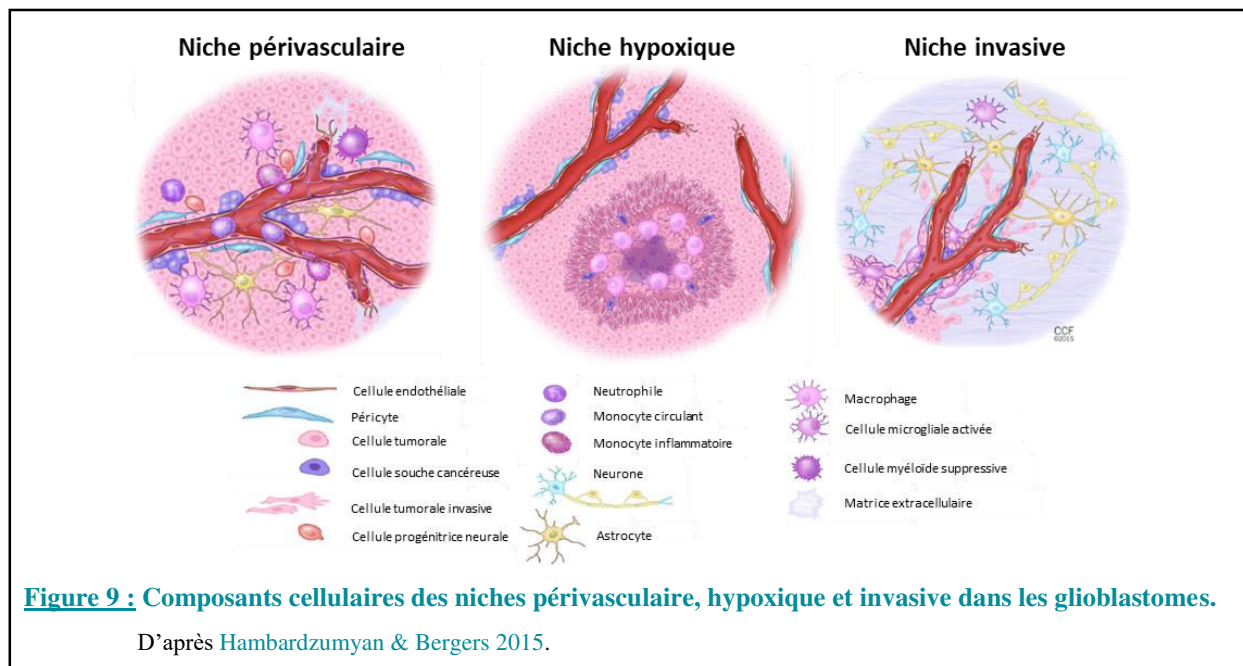 Niche périvasculaire
Niche hypoxique
Niche invasive
CCF
©2015
Cellule endothéliale
Péricyte
Cellule tumorale
Cellule souche cancéreuse
Cellule tumorale invasive
Cellule progénitrice neurale
Neutrophile
Monocyte circulant
Monocyte inflammatoire
Neurone
Astrocyte
Macrophage
Cellule microgliale activée
Cellule myéloïde suppressive
Matrice extracellulaire
Figure 9 : Composants cellulaires des niches périvasculaire, hypoxique et invasive dans les glioblastomes.
D’après Hambardzumyan & Bergers 2015.